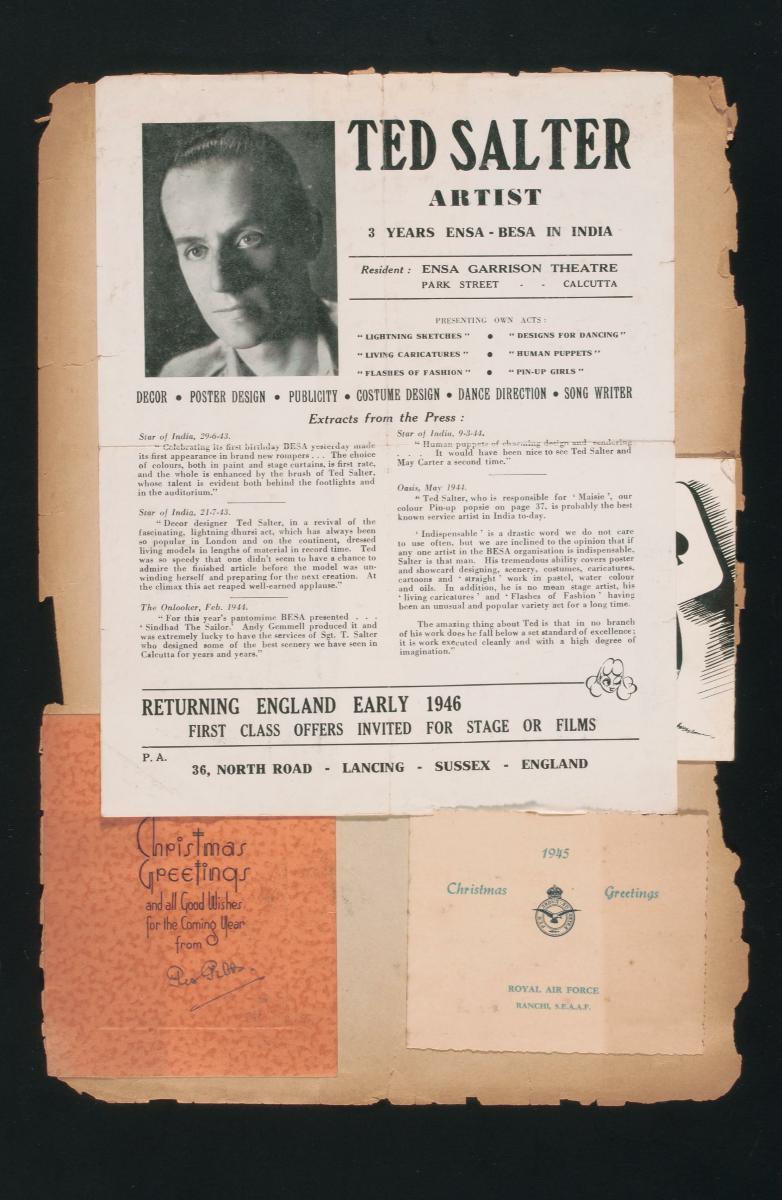 TED SALTER
ARTIST
3 YEARS ENSA - BESA IN INDIA
Resident : ENSA GARRISON THEATRE
PARK STREET - - CALCUTTA
PRESENTING OWN ACTS :
" LIGHTNING SKETCHES " ● " DESIGNS FOR DANCING "
" LIVING CARICATURES " ● " HUMAN PUPPETS "
" FLASHES OF FASHION " ● " PIN-UP GIRLS "
DECOR ● POSTER DESIGN ● PUBLICITY ● COSTUME DESIGN ● DANCE DIRECTION ● SONG WRITER
Extracts from the Press :
Star of India, 29-6-43.
" Celebrating its first birthday BESA yesterday made
its first appearance in brand new rompers . . . The choice
of colours, both in paint and stage curtains, is first rate,
and the whole is enhanced by the brush of Ted Salter,
whose talent is evident both behind the footlights and
in the auditorium."
Star of India, 21-7-43.
" Decor designer Ted Salter, in a revival of the
fascinating, lightning dhursi act, which has always been
so popular in London and on the continent, dressed
living models in lengths of material in record time. Ted
was so speedy that one didn't seem to have a chance to
admire the finished article before the model was un-
winding herself and preparing for the next creation. At
the climax this act reaped well-earned applause."
The Onlooker, Feb. 1944.
" For this year's pantomime BESA presented . . .
' Sindbad The Sailor.' Andy Gemmell produced it and
was extremely lucky to have the services of Sgt. T. Salter
who designed some of the best scenery we have seen in
Calcutta for years and years."
Star of India, 9-3-44.
" Human puppets of charming design and rendering
. . . It would have been nice to see Ted Salter and
May Carter a second time."
Oasis, May 1944.
" Ted Salter, who is responsible for ' Maisie ', our
colour Pin-up popsie on page 37, is probably the best
known service artist in India to-day.
' Indispensable ' is a drastic word we do not care
to use often, but we are inclined to the opinion that if
any one artist in the BESA organisation is indispensable,
Salter is that man. His tremendous ability covers poster
and showcard designing, scenery, costumes, caricatures,
cartoons and ' straight ' work in pastel, water colour
and oils. In addition, he is no mean stage artist, his
' living caricatures ' and ' Flashes of Fashion ' having
been an unusual and popular variety act for a long time.
The amazing thing about Ted is that in no branch
of his work does he fall below a set standard of excellence;
it is work executed cleanly and with a high degree of
imagination."
RETURNING ENGLAND EARLY 1946
FIRST CLASS OFFERS INVITED FOR STAGE OR FILMS
P. A.
36, NORTH ROAD - LANCING - SUSSEX - ENGLAND
Christmas
Greetings
and all Good Wishes
for the Coming Year
from
1945
Christmas Greetings
ROYAL AIR FORCE
RANCHI, S.E.A.A.F.